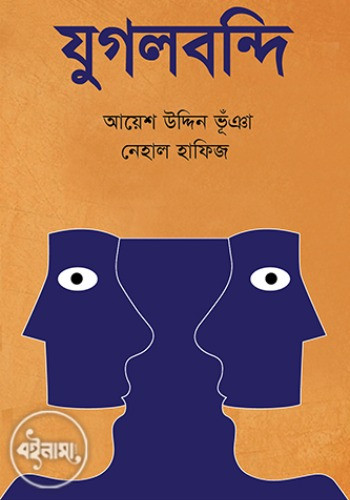 যুগলবন্দি
আয়েশ উদ্দিন ভূঁঞা
নেহাল হাফিজ
বইনামা